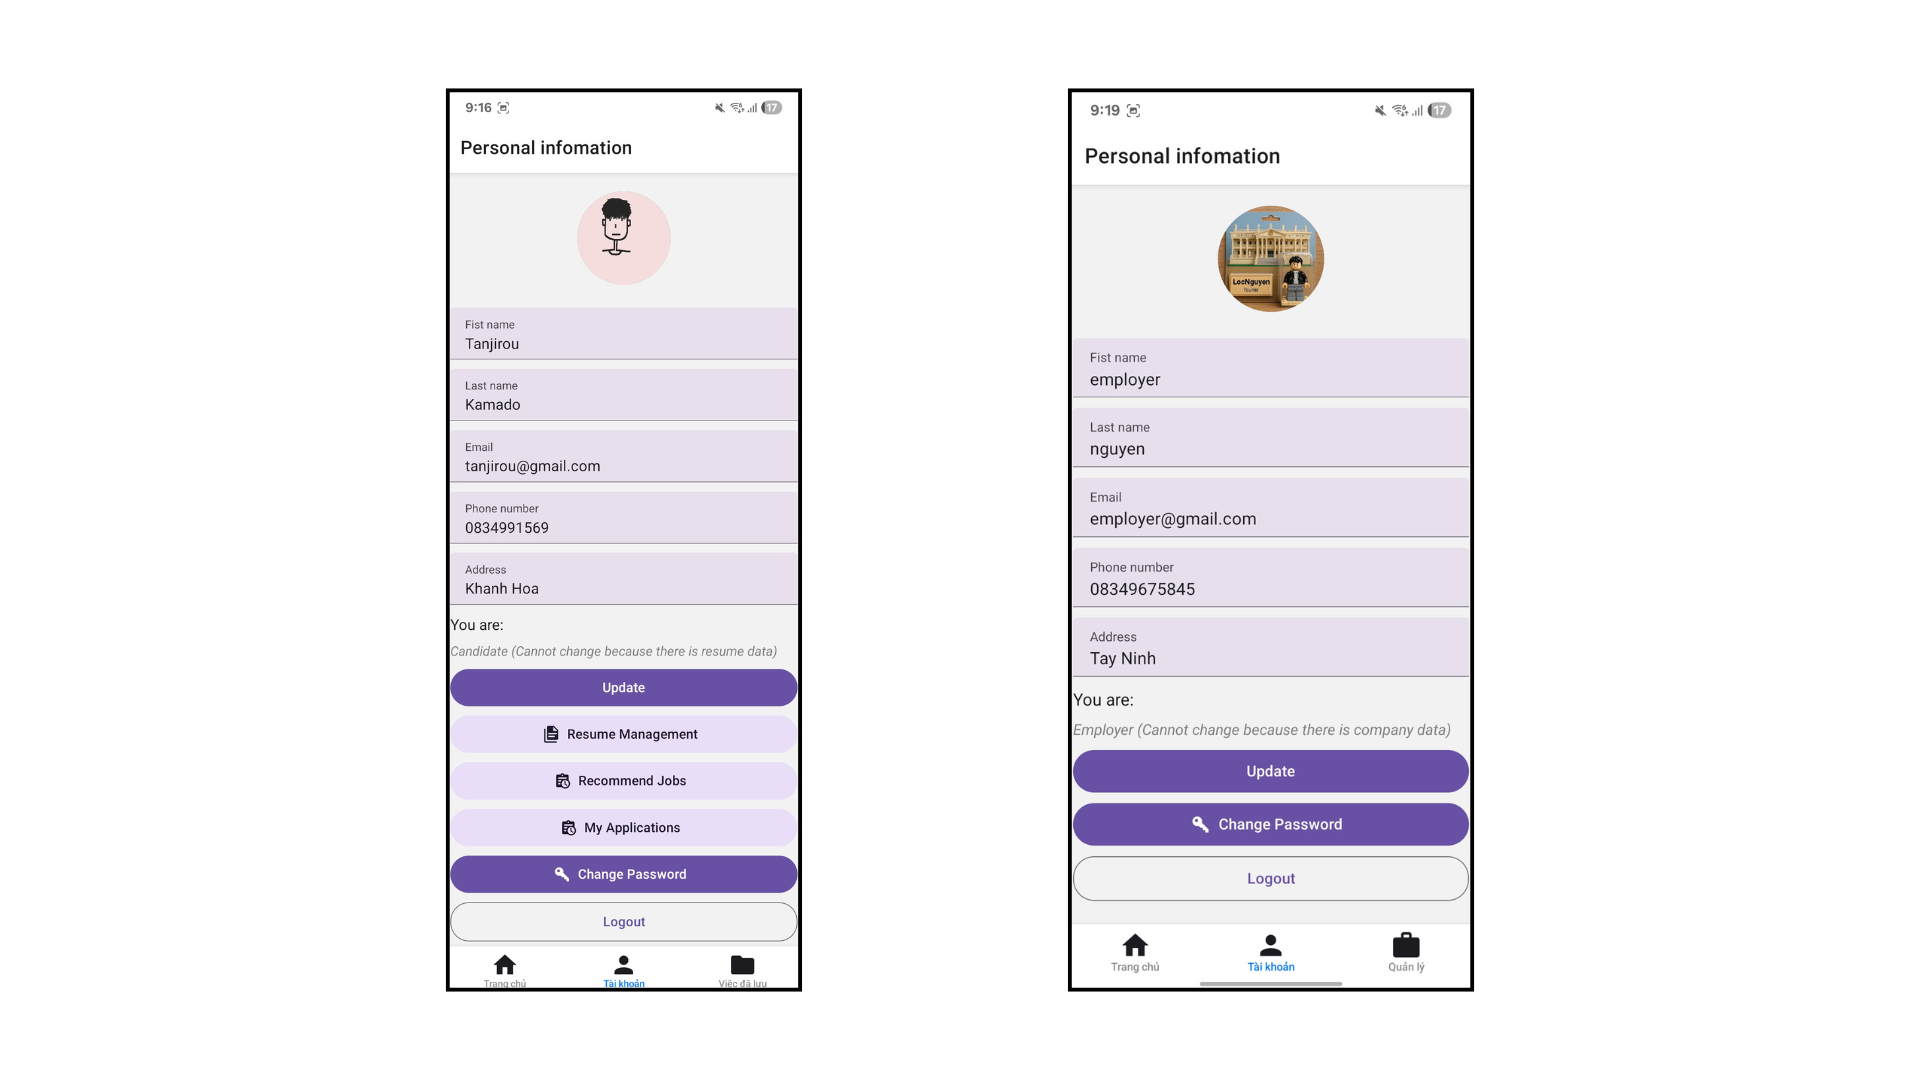 9:16
17
Personal infomation
Fist name
Tanjirou
Last name
Kamado
Email
tanjirou@gmail.com
Phone number
0834991569
Address
Khanh Hoa
You are:
Candidate (Cannot change because there is resume data)
Update
Resume Management
Recommend Jobs
My Applications
Change Password
Logout
Trang chủ
Tài khoản
Việc đã lưu
9:19
17
Personal infomation
LocNguyen
Tourist
Fist name
employer
Last name
nguyen
Email
employer@gmail.com
Phone number
08349675845
Address
Tay Ninh
You are:
Employer (Cannot change because there is company data)
Update
Change Password
Logout
Trang chủ
Tài khoản
Quản lý